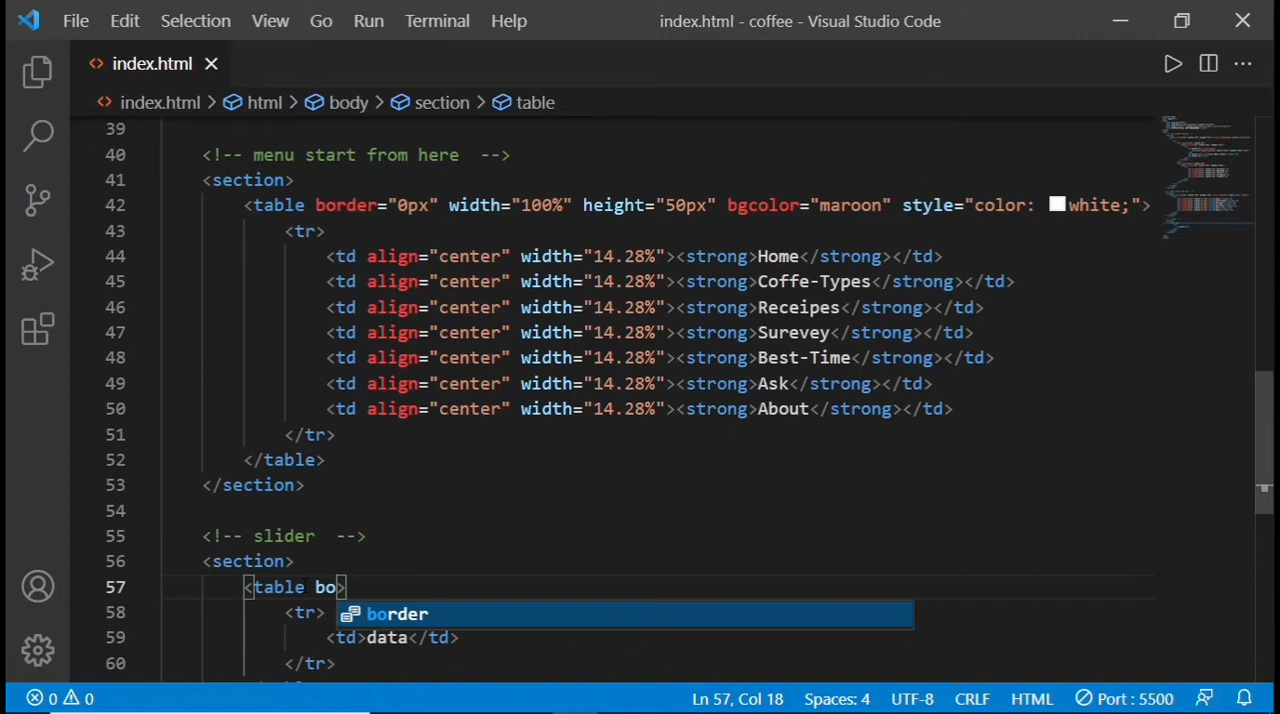 File Edit Selection View Go Run Terminal Help index.html - coffee - Visual Studio Code
index.html
index.html > html > body > section > table
39
40 <!-- menu start from here -->
41 <section>
42 <table border="0px" width="100%" height="50px" bgcolor="maroon" style="color: white;">
43 <tr>
44 <td align="center" width="14.28%"><strong>Home</strong></td>
45 <td align="center" width="14.28%"><strong>Coffe-Types</strong></td>
46 <td align="center" width="14.28%"><strong>Receipes</strong></td>
47 <td align="center" width="14.28%"><strong>Surevey</strong></td>
48 <td align="center" width="14.28%"><strong>Best-Time</strong></td>
49 <td align="center" width="14.28%"><strong>Ask</strong></td>
50 <td align="center" width="14.28%"><strong>About</strong></td>
51 </tr>
52 </table>
53 </section>
54
55 <!-- slider -->
56 <section>
57 <table bo>
58 <tr> border
59 <td>data</td>
60 </tr>
0 0 Ln 57, Col 18 Spaces: 4 UTF-8 CRLF HTML Port : 5500